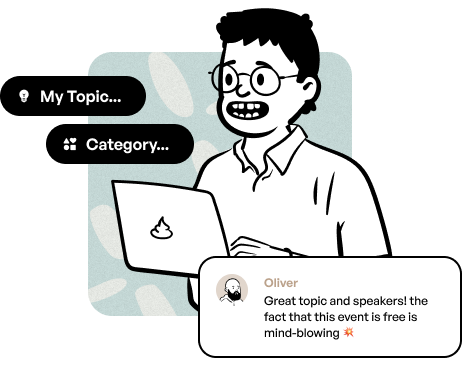 My Topic...
Category...
Oliver
Great topic and speakers! the
fact that this event is free is
mind-blowing 💥